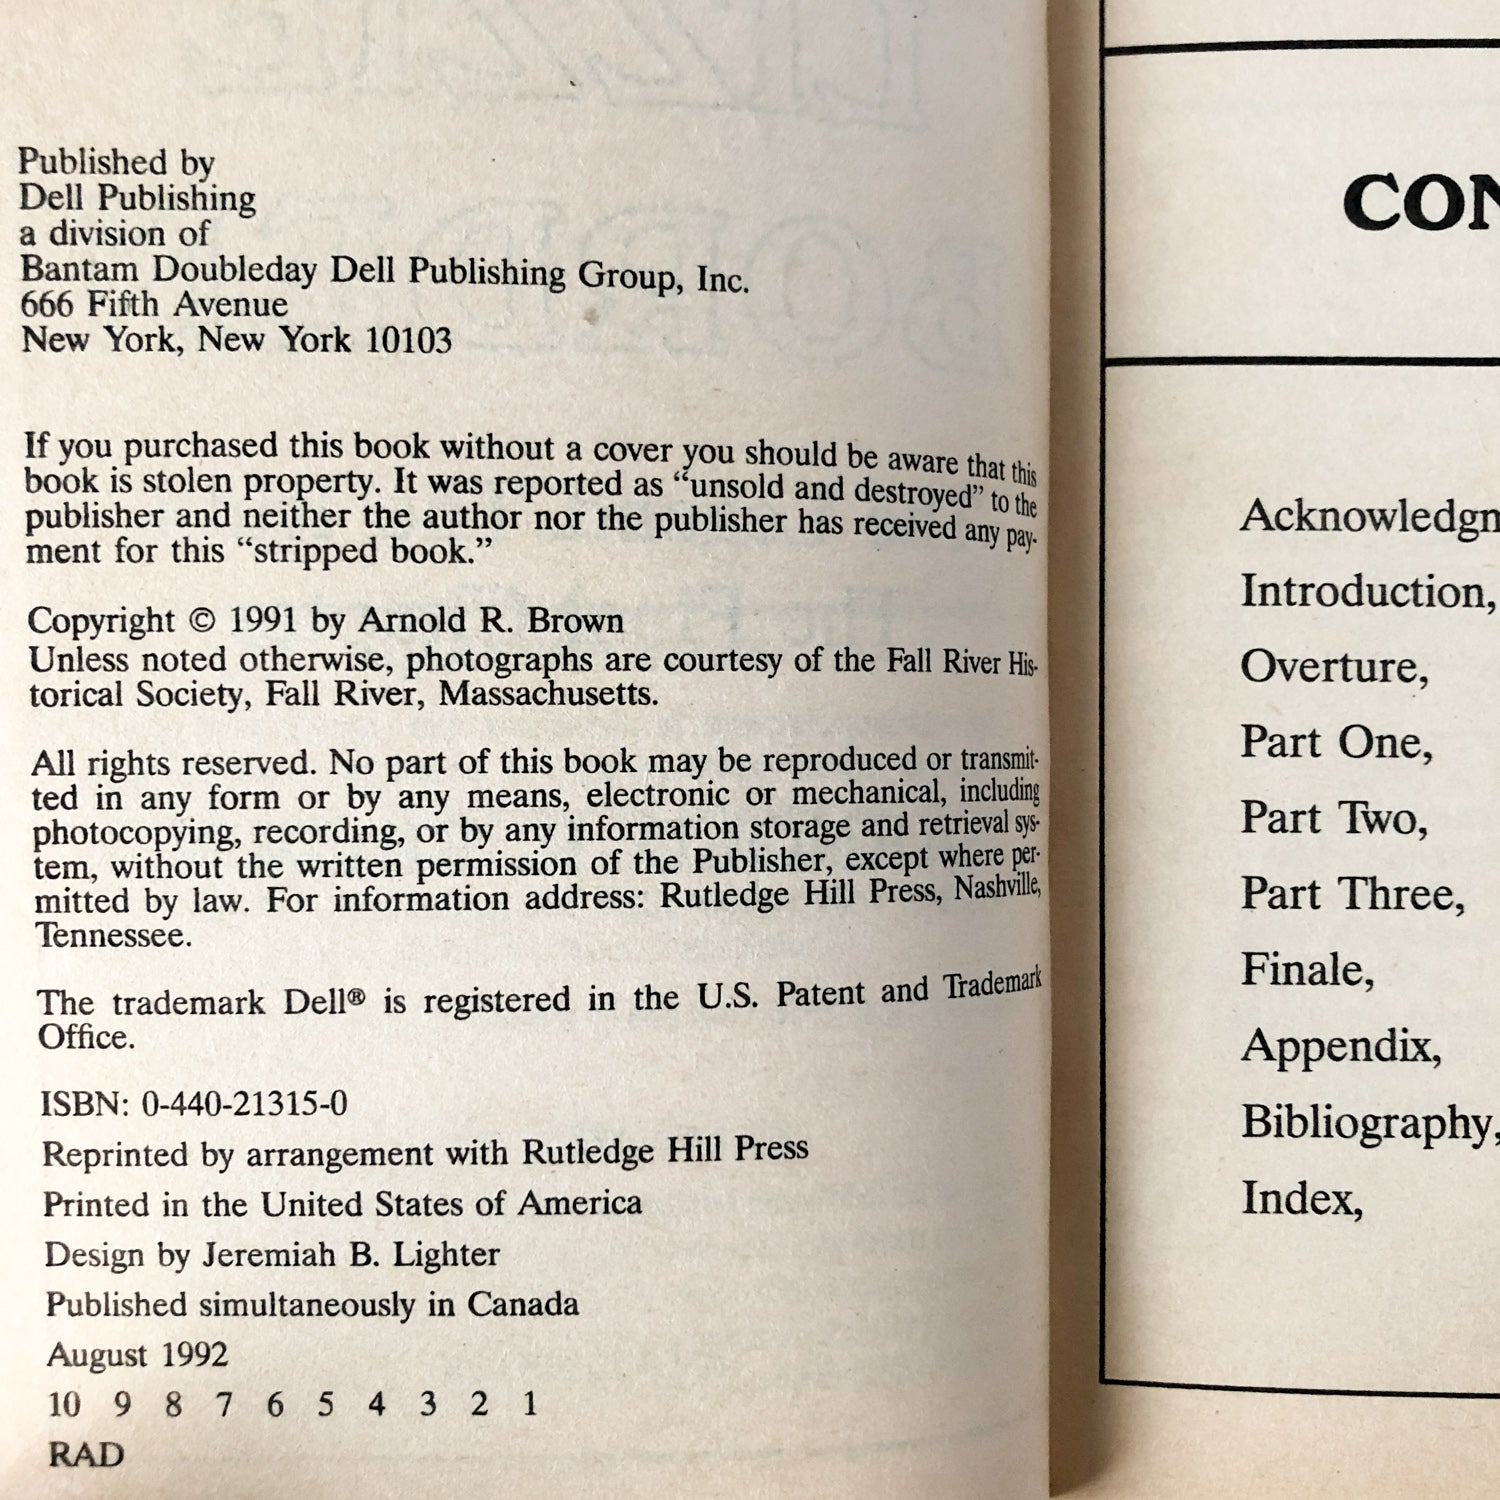 Published by
Dell Publishing
a division of
Bantam Doubleday Dell Publishing Group, Inc.
666 Fifth Avenue
New York, New York 10103
If you purchased this book without a cover you should be aware that this
book is stolen property. It was reported as “unsold and destroyed” to the
publisher and neither the author nor the publisher has received any pay-
ment for this “stripped book.”
Copyright © 1991 by Arnold R. Brown
Unless noted otherwise, photographs are courtesy of the Fall River His-
torical Society, Fall River, Massachusetts.
All rights reserved. No part of this book may be reproduced or transmit-
ted in any form or by any means, electronic or mechanical, including
photocopying, recording, or by any information storage and retrieval sys-
tem, without the written permission of the Publisher, except where per-
mitted by law. For information address: Rutledge Hill Press, Nashville,
Tennessee.
The trademark Dell® is registered in the U.S. Patent and Trademark
Office.
ISBN: 0-440-21315-0
Reprinted by arrangement with Rutledge Hill Press
Printed in the United States of America
Design by Jeremiah B. Lighter
Published simultaneously in Canada
August 1992
10 9 8 7 6 5 4 3 2 1
RAD
CON
Acknowledgm
Introduction,
Overture,
Part One,
Part Two,
Part Three,
Finale,
Appendix,
Bibliography,
Index,